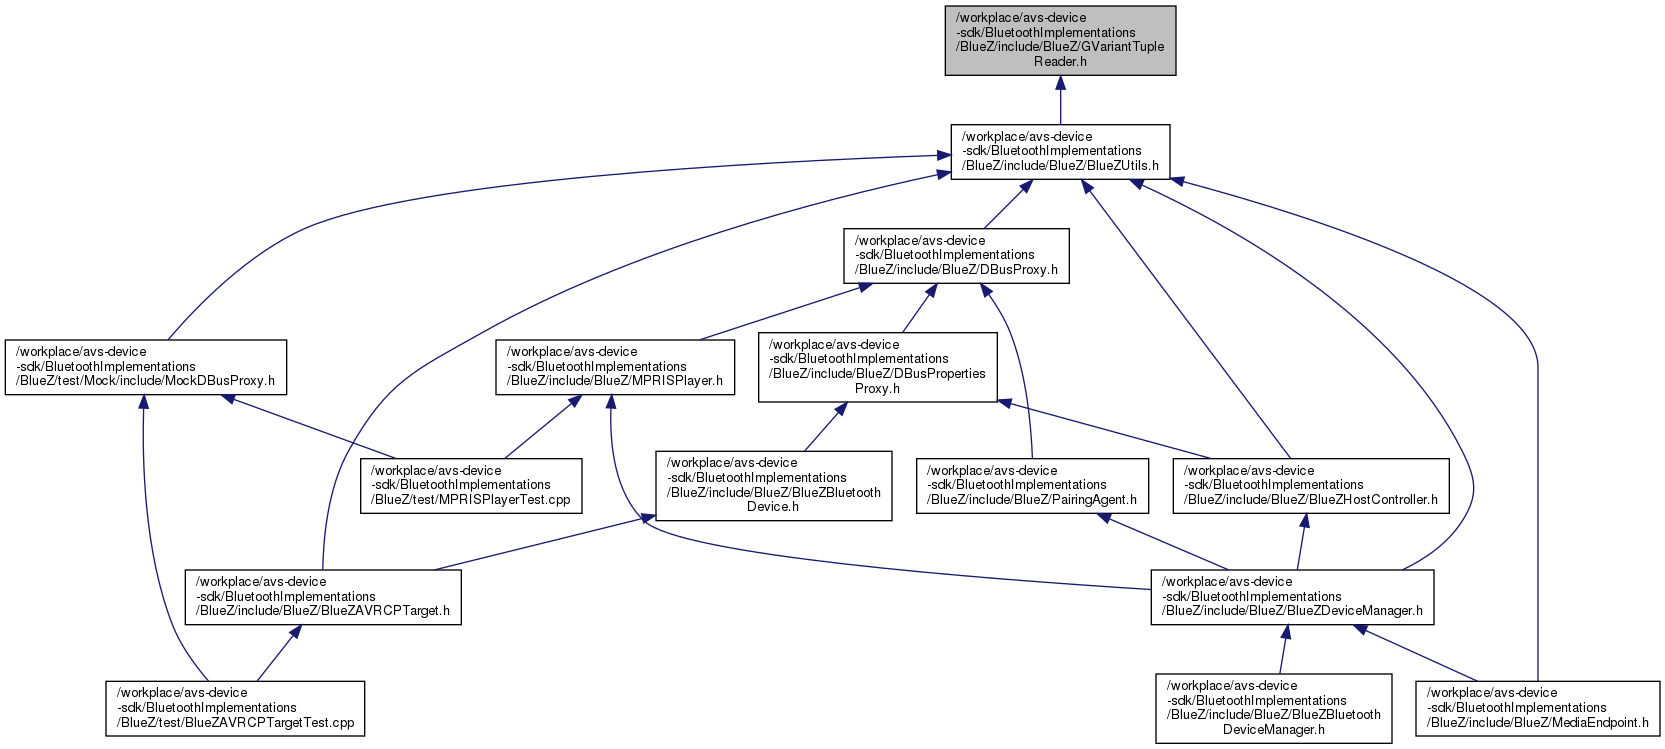 /workplace/avs-device
-sdk/BluetoothImplementations
/BlueZ/include/BlueZ/GVariantTuple
Reader.h
/workplace/avs-device
-sdk/BluetoothImplementations
/BlueZ/include/BlueZ/BlueZUtils.h
/workplace/avs-device
-sdk/BluetoothImplementations
/BlueZ/include/BlueZ/DBusProxy.h
/workplace/avs-device
-sdk/BluetoothImplementations
/BlueZ/test/Mock/include/MockDBusProxy.h
/workplace/avs-device
-sdk/BluetoothImplementations
/BlueZ/include/BlueZ/MPRISPlayer.h
/workplace/avs-device
-sdk/BluetoothImplementations
/BlueZ/include/BlueZ/DBusProperties
Proxy.h
/workplace/avs-device
-sdk/BluetoothImplementations
/BlueZ/test/MPRISPlayerTest.cpp
/workplace/avs-device
-sdk/BluetoothImplementations
/BlueZ/include/BlueZ/BlueZBluetooth
Device.h
/workplace/avs-device
-sdk/BluetoothImplementations
/BlueZ/include/BlueZ/PairingAgent.h
/workplace/avs-device
-sdk/BluetoothImplementations
/BlueZ/include/BlueZ/BlueZHostController.h
/workplace/avs-device
-sdk/BluetoothImplementations
/BlueZ/include/BlueZ/BlueZAVRCPTarget.h
/workplace/avs-device
-sdk/BluetoothImplementations
/BlueZ/include/BlueZ/BlueZDeviceManager.h
/workplace/avs-device
-sdk/BluetoothImplementations
/BlueZ/test/BlueZAVRCPTargetTest.cpp
/workplace/avs-device
-sdk/BluetoothImplementations
/BlueZ/include/BlueZ/BlueZBluetooth
DeviceManager.h
/workplace/avs-device
-sdk/BluetoothImplementations
/BlueZ/include/BlueZ/MediaEndpoint.h